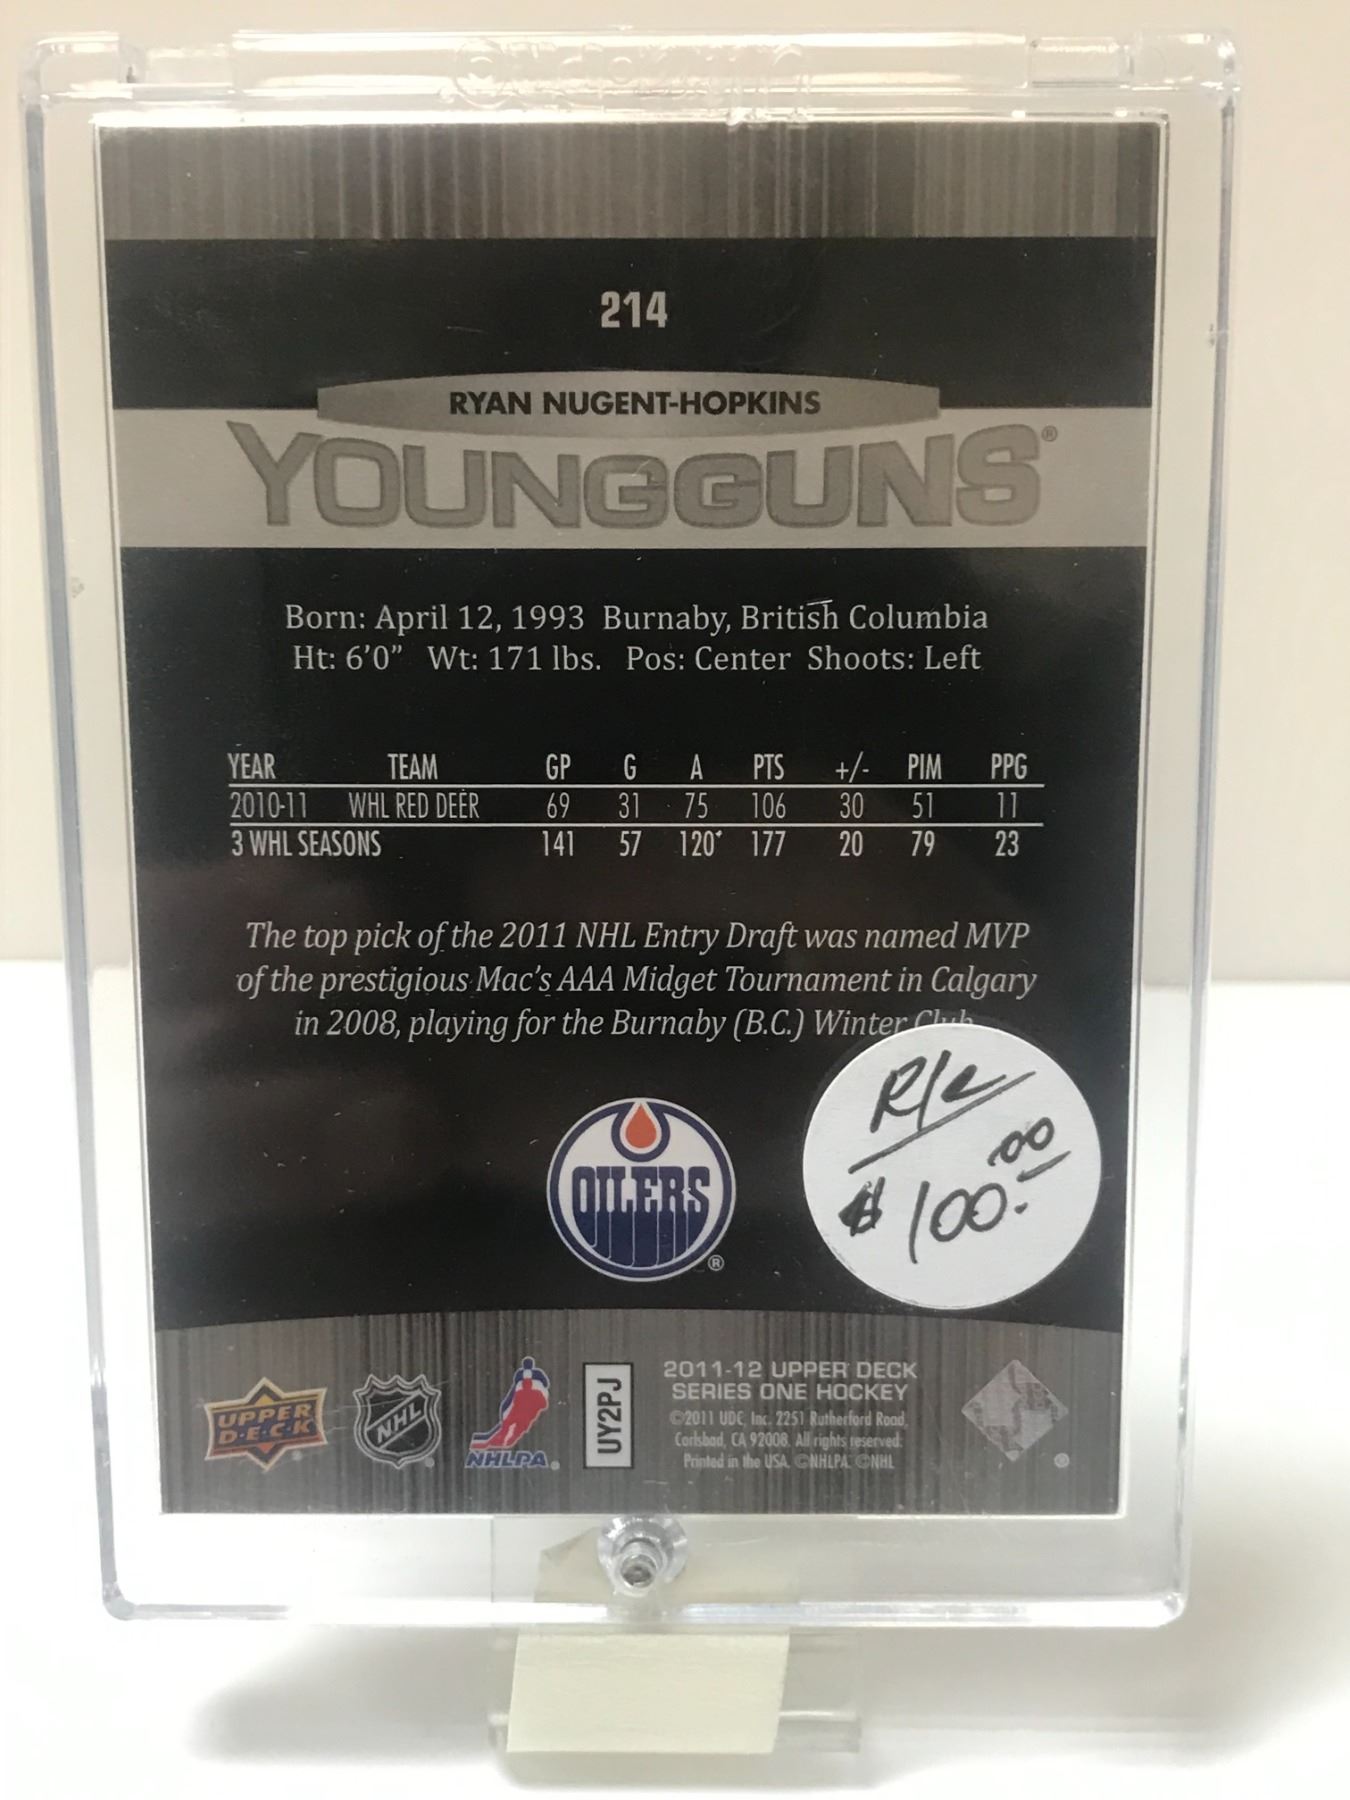 214
RYAN NUGENT-HOPKINS
YOUNGGUNS®
Born: April 12, 1993 Burnaby, British Columbia
Ht: 6'0" Wt: 171 lbs. Pos: Center Shoots: Left
YEAR TEAM GP G A PTS +/- PIM PPG
2010-11 WHL RED DEER 69 31 75 106 30 51 11
3 WHL SEASONS 141 57 120* 177 20 79 23
The top pick of the 2011 NHL Entry Draft was named MVP
of the prestigious Mac's AAA Midget Tournament in Calgary
in 2008, playing for the Burnaby (B.C.) Winter Club.
R/C
$100.00
OILERS
®
UPPER
D·E·C·K
NHL
NHLPA
UY2PJ
2011-12 UPPER DECK
SERIES ONE HOCKEY
©2011 UDC, Inc. 2251 Rutherford Road,
Carlsbad, CA 92008. All rights reserved.
Printed in the USA. ©NHLPA ©NHL